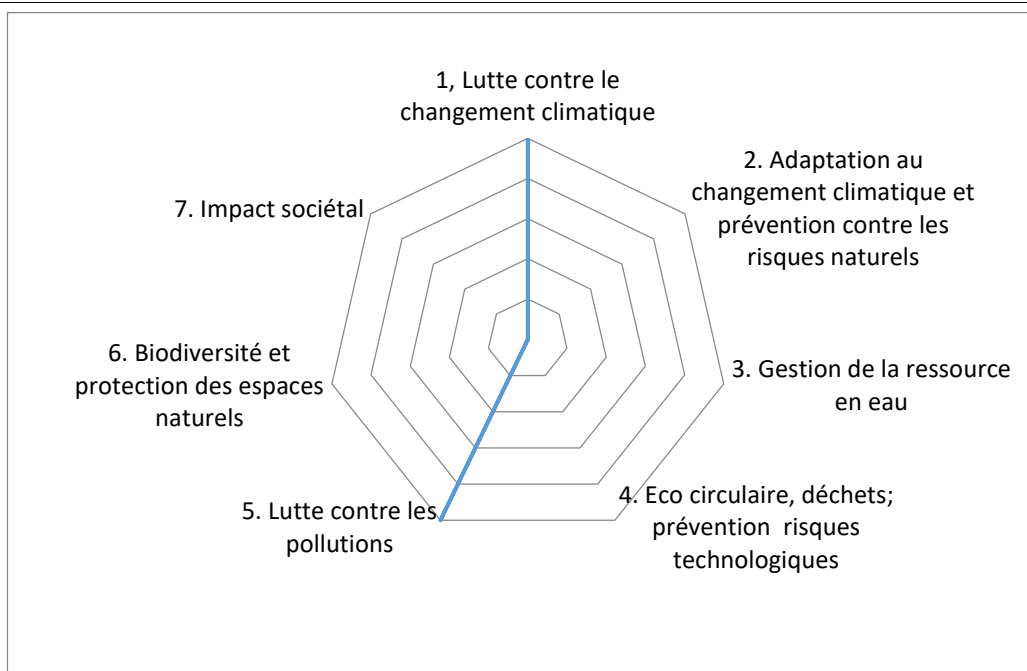 1, Lutte contre le
changement climatique
2. Adaptation au
changement climatique et
prévention contre les
risques naturels
3. Gestion de la ressource
en eau
4. Eco circulaire, déchets;
prévention  risques
technologiques
5. Lutte contre les
pollutions
6. Biodiversité et
protection des espaces
naturels
7. Impact sociétal